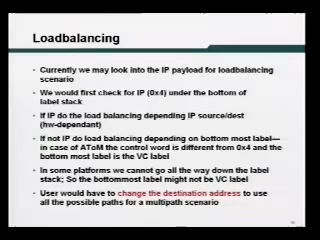 Loadbalancing
Currently we may look into the IP payload for loadbalancing
scenario
We would first check for IP (0x4) under the bottom of
label stack
If IP do the load balancing depending IP source/dest
(hw-dependant)
If not IP do load balancing depending on bottom most label—
in case of AToM the control word is different from 0x4 and the
bottom most label is the VC label
In some platforms we cannot go all the way down the label
stack; So the bottommost label might not be VC label
User would have to change the destination address to use
all the possible paths for a multipath scenario